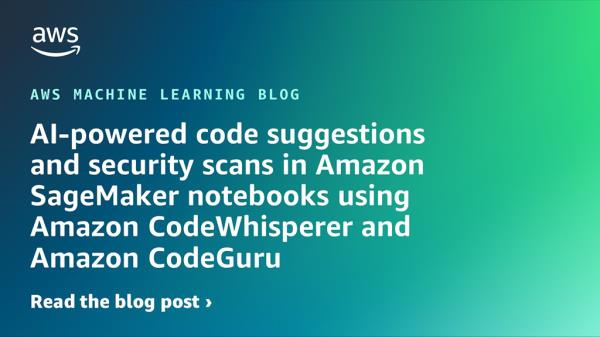 aws
AWS MACHINE LEARNING BLOG
AI-powered code suggestions
and security scans in Amazon
SageMaker notebooks using
Amazon CodeWhisperer and
Amazon CodeGuru
Read the blog post ›